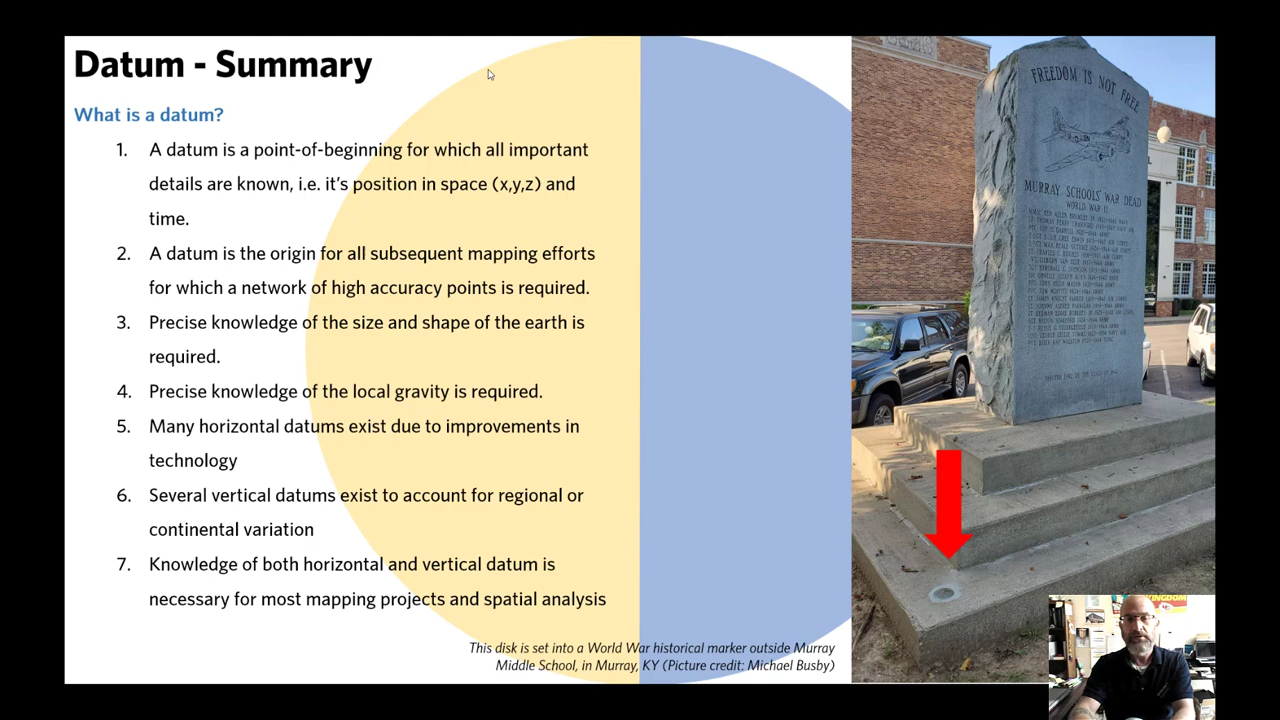 Datum - Summary
What is a datum?
1. A datum is a point-of-beginning for which all important
details are known, i.e. it's position in space (x,y,z) and
time.
2. A datum is the origin for all subsequent mapping efforts
for which a network of high accuracy points is required.
3. Precise knowledge of the size and shape of the earth is
required.
4. Precise knowledge of the local gravity is required.
5. Many horizontal datums exist due to improvements in
technology
6. Several vertical datums exist to account for regional or
continental variation
7. Knowledge of both horizontal and vertical datum is
necessary for most mapping projects and spatial analysis
This disk is set into a World War historical marker outside Murray
Middle School, in Murray, KY (Picture credit: Michael Busby)
FREEDOM IS NOT FREE
MURRAY SCHOOLS' WAR DEAD
WORLD WAR II
KINGDOM